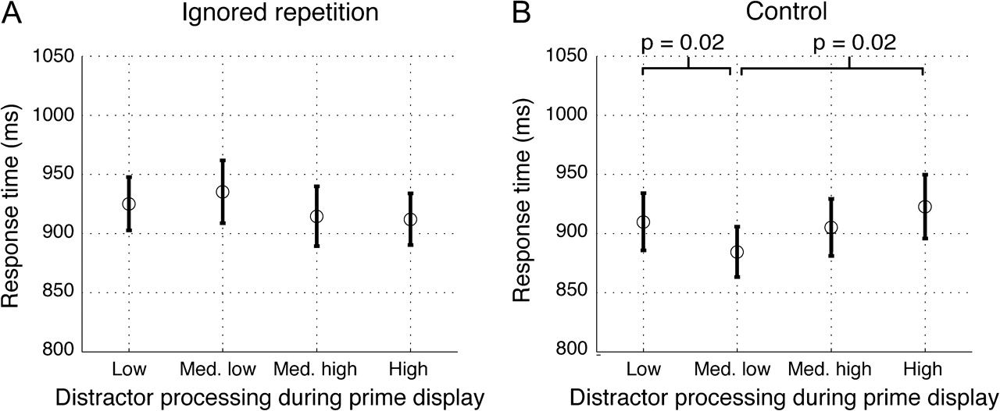 A
Ignored repetition
Response time (ms)
1050
1000
950
900
850
800
Low Med. low Med. high High
Distractor processing during prime display
B
Control
p = 0.02 p = 0.02
Response time (ms)
1050
1000
950
900
850
800
Low Med. low Med. high High
Distractor processing during prime display